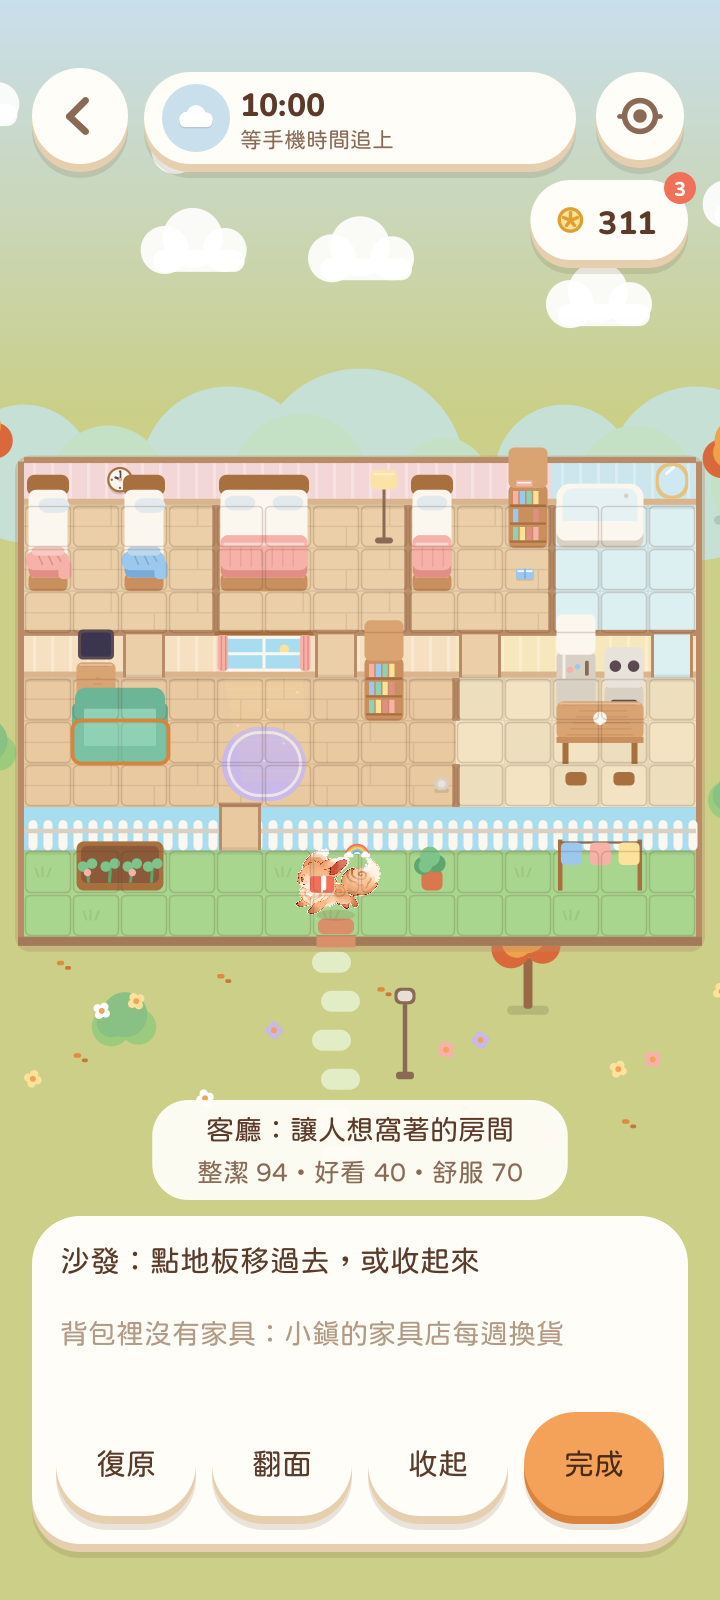 10:00
等手機時間追上
3
311
客廳：讓人想窩著的房間
整潔 94・好看 40・舒服 70
沙發：點地板移過去，或收起來
背包裡沒有家具：小鎮的家具店每週換貨
復原
翻面
收起
完成